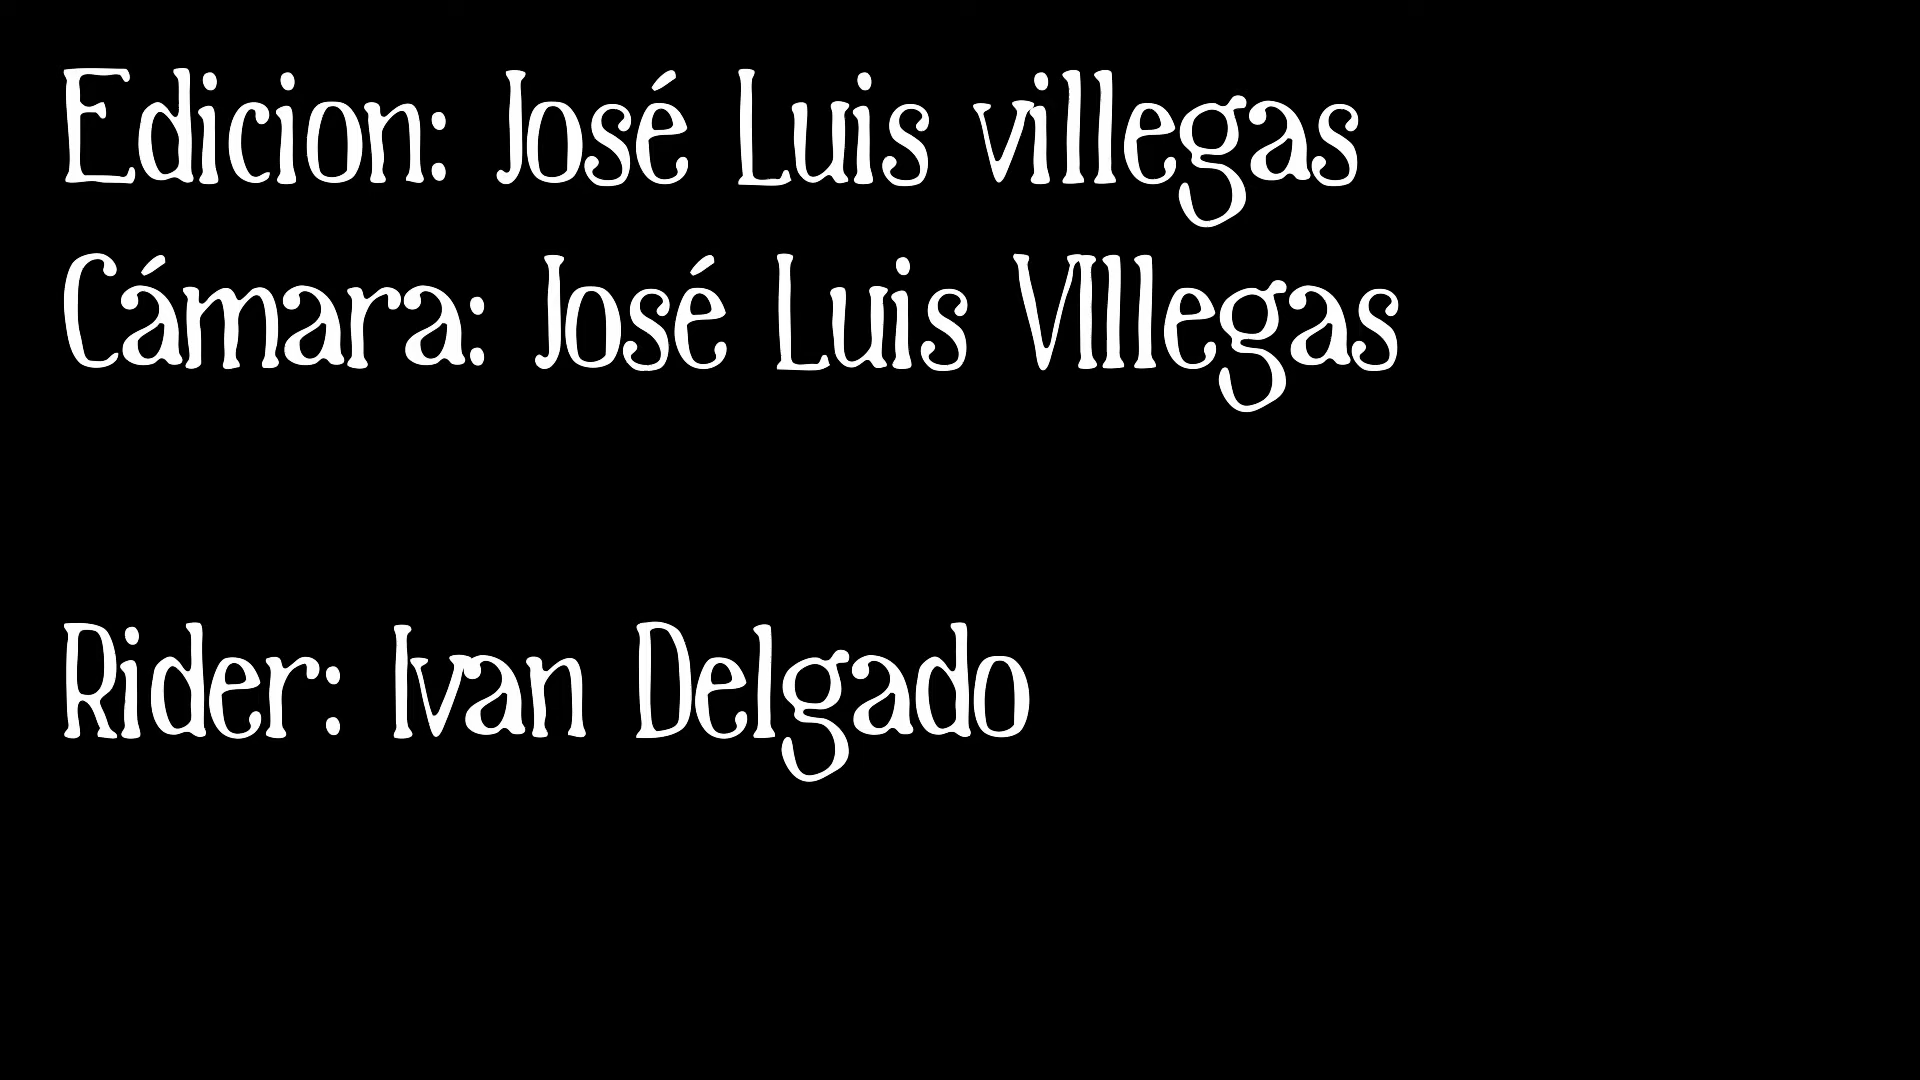 Edicion: José Luis villegas
Cámara: José Luis VIllegas
Rider: Ivan Delgado